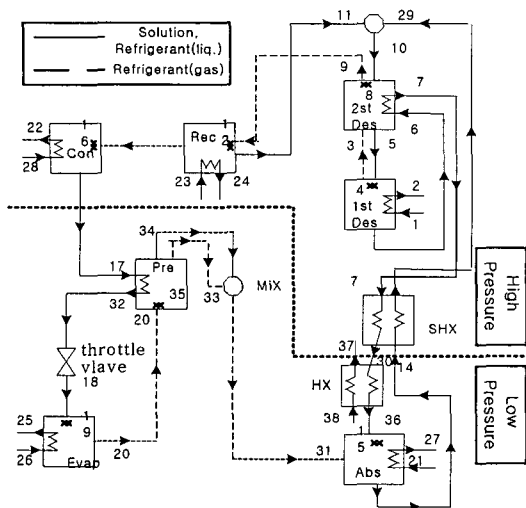 Solution,
Refrigerant(liq.)
Refrigerant(gas)
11
29
10
9
7
8
2st
Des
6
3
5
4
1st
Des
2
1
22
1
6
Con
28
1
Rec
2
23
24
34
17
Pre
32
35
33
MiX
20
throttle
vlave
18
25
1
9
26
Evap
20
High
Pressure
7
SHX
37
30
14
HX
38
36
Low
Pressure
31
1
5
Abs
27
21